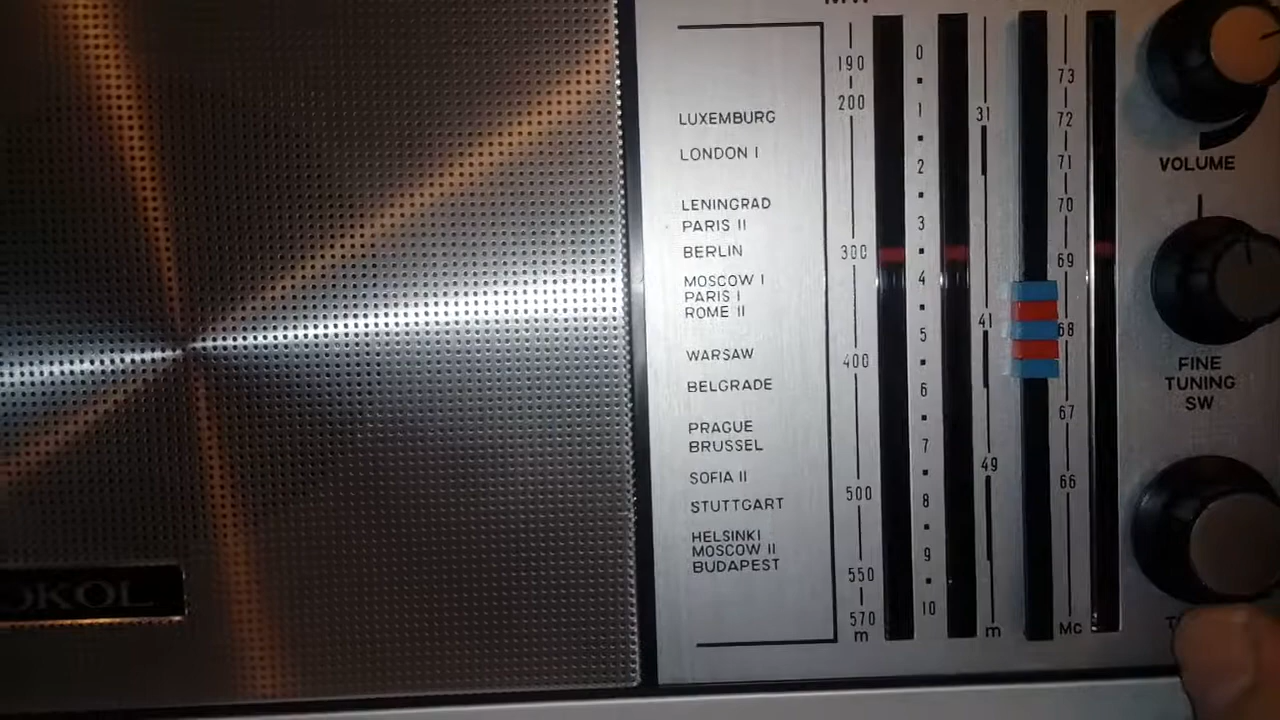 190
200
300
400
500
550
570
m
LUXEMBURG
LONDON I
LENINGRAD
PARIS II
BERLIN
MOSCOW I
PARIS I
ROME II
WARSAW
BELGRADE
PRAGUE
BRUSSEL
SOFIA II
STUTTGART
HELSINKI
MOSCOW II
BUDAPEST
0
1
2
3
4
5
6
7
8
9
10
31
41
49
m
73
72
71
70
69
68
67
66
Mc
VOLUME
FINE
TUNING
SW
OKOL